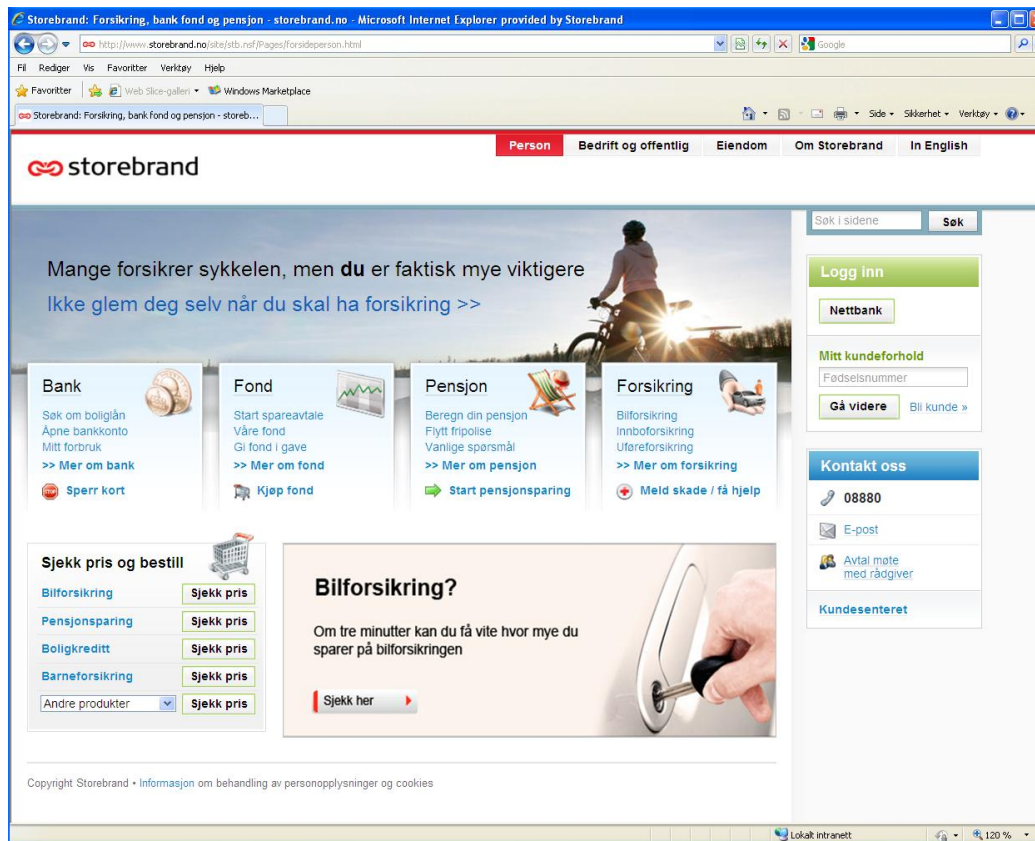 Storebrand: Forsikring, bank fond og pensjon - storebrand.no - Microsoft Internet Explorer provided by Storebrand
http://www.storebrand.no/site/stb.nsf/Pages/forsideperson.html
Google
Fil Rediger Vis Favoritter Verktøy Hjelp
Favoritter Web Slice-galleri Windows Marketplace
Storebrand: Forsikring, bank fond og pensjon - storeb...
Side Sikkerhet Verktøy
Person Bedrift og offentlig Eiendom Om Storebrand In English
storebrand
Søk i sidene Søk
Mange forsikrer sykkelen, men du er faktisk mye viktigere
Ikke glem deg selv når du skal ha forsikring >>
Logg inn
Nettbank
Mitt kundeforhold
Fødselsnummer
Gå videre Bli kunde »
Bank
Søk om boliglån
Åpne bankkonto
Mitt forbruk
>> Mer om bank
Sperr kort
Fond
Start spareavtale
Våre fond
Gi fond i gave
>> Mer om fond
Kjøp fond
Pensjon
Beregn din pensjon
Flytt fripolise
Vanlige spørsmål
>> Mer om pensjon
Start pensjonsparing
Forsikring
Bilforsikring
Innboforsikring
Uføreforsikring
>> Mer om forsikring
Meld skade / få hjelp
Kontakt oss
08880
E-post
Avtal møte
med rådgiver
Kundesenteret
Sjekk pris og bestill
Bilforsikring Sjekk pris
Pensjonsparing Sjekk pris
Boligkreditt Sjekk pris
Barneforsikring Sjekk pris
Andre produkter Sjekk pris
Bilforsikring?
Om tre minutter kan du få vite hvor mye du
sparer på bilforsikringen
Sjekk her
Copyright Storebrand • Informasjon om behandling av personopplysninger og cookies
Lokalt intranett 120 %